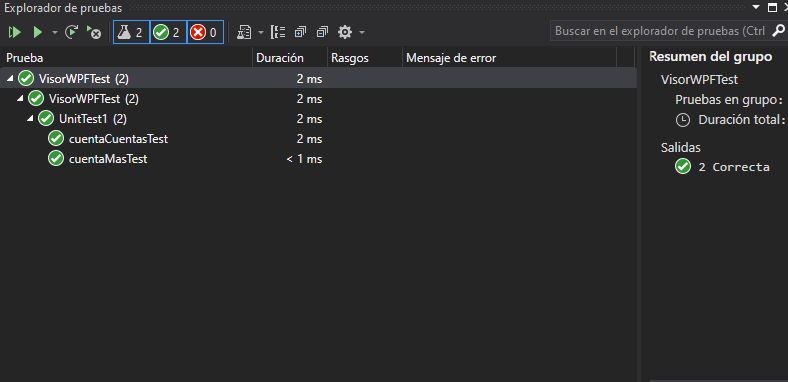 Explorador de pruebas
2 2 0 Buscar en el explorador de pruebas (Ctrl
Prueba Duración Rasgos Mensaje de error
VisorWPFTest (2) 2 ms
VisorWPFTest (2) 2 ms
UnitTest1 (2) 2 ms
cuentaCuentasTest 2 ms
cuentaMasTest < 1 ms
Resumen del grupo
VisorWPFTest
Pruebas en grupo:
Duración total:
Salidas
2 Correcta